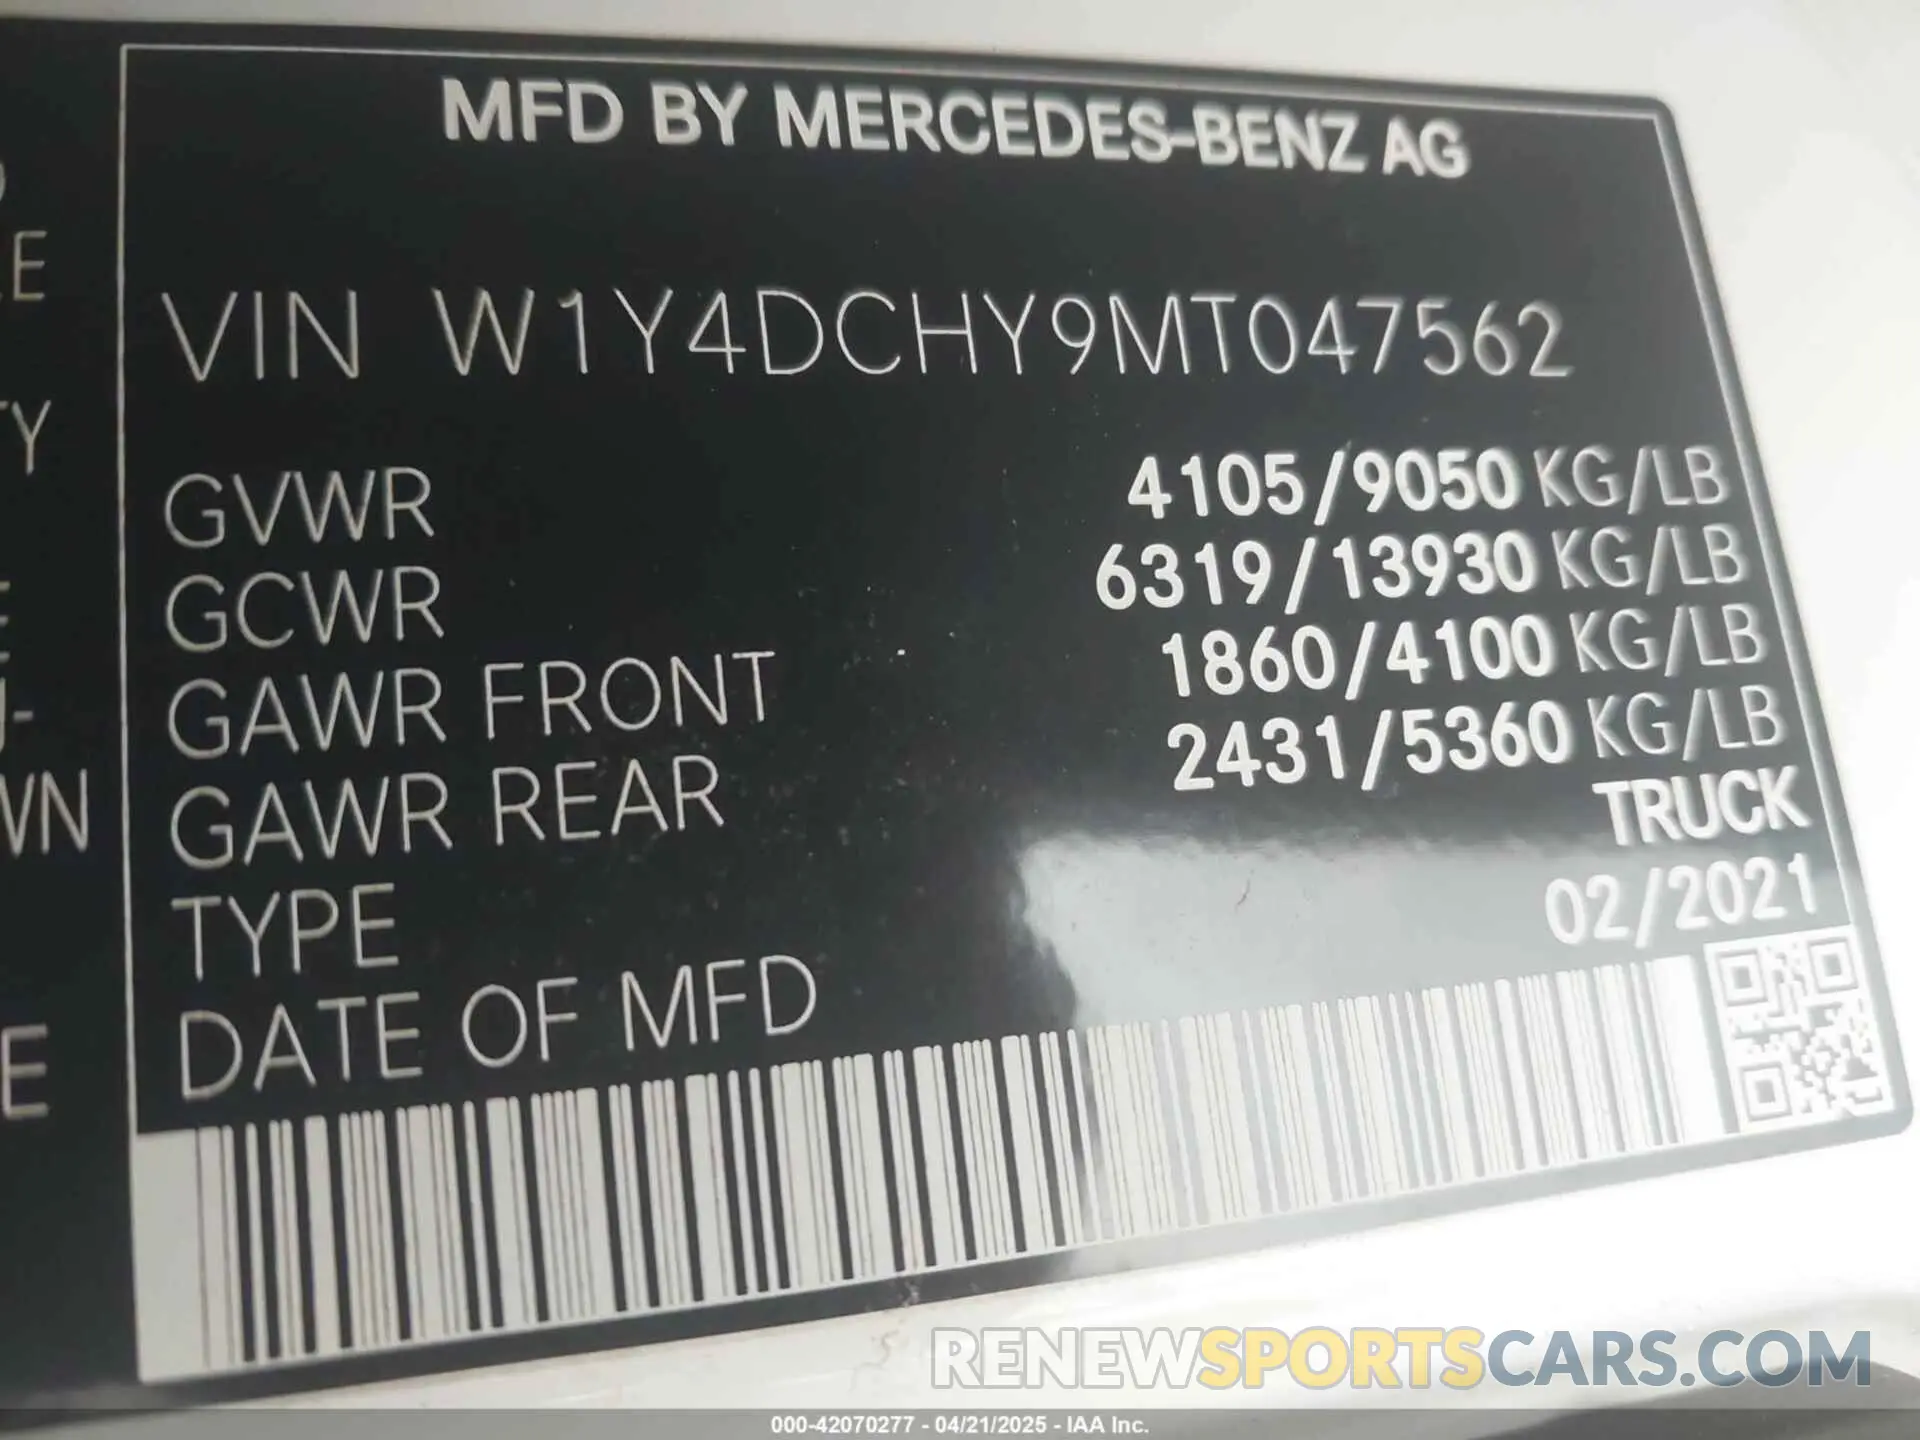 MFD BY MERCEDES-BENZ AG
VIN W1Y4DCHY9MT047562
GVWR 4105/9050 KG/LB
GCWR 6319/13930 KG/LB
GAWR FRONT 1860/4100 KG/LB
GAWR REAR 2431/5360 KG/LB
TYPE TRUCK
DATE OF MFD 02/2021
RENEWSPORTSCARS.COM
000-42070277 - 04/21/2025 - IAA Inc.